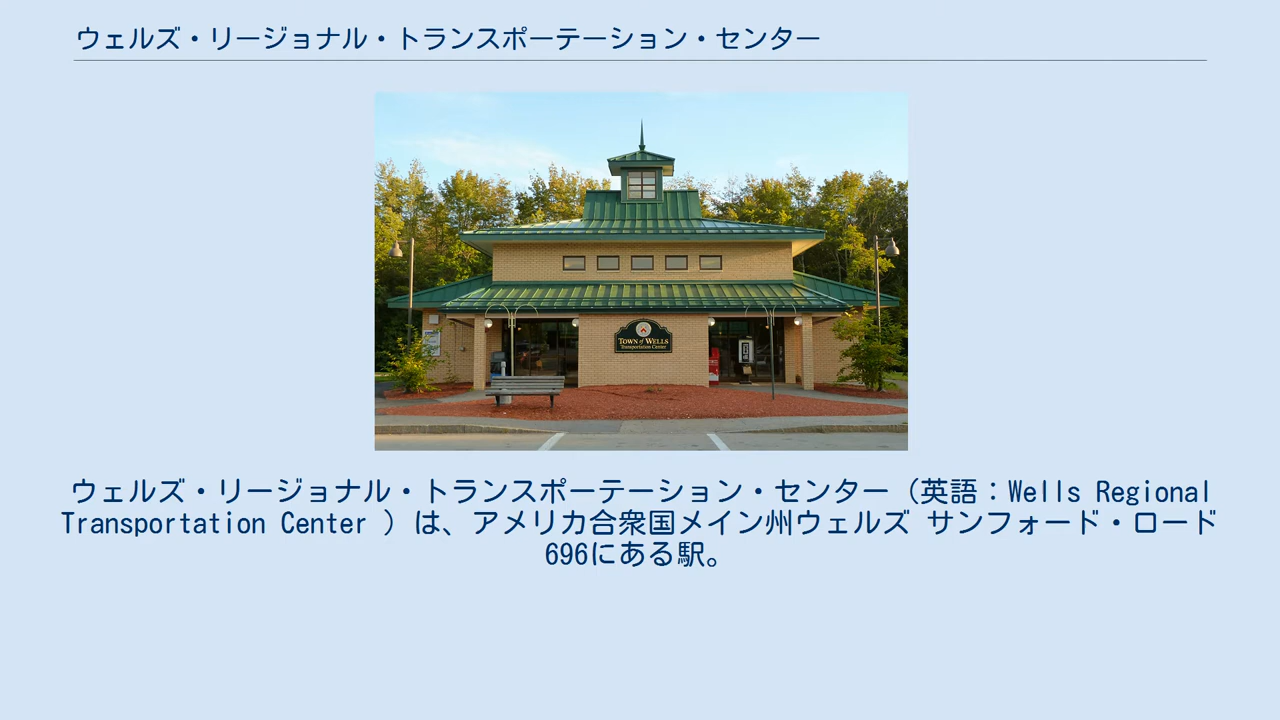 ウェルズ・リージョナル・トランスポーテーション・センター
TOWN of WELLS
Transportation Center
ウェルズ・リージョナル・トランスポーテーション・センター（英語：Wells Regional
Transportation Center ）は、アメリカ合衆国メイン州ウェルズ サンフォード・ロード
696にある駅。